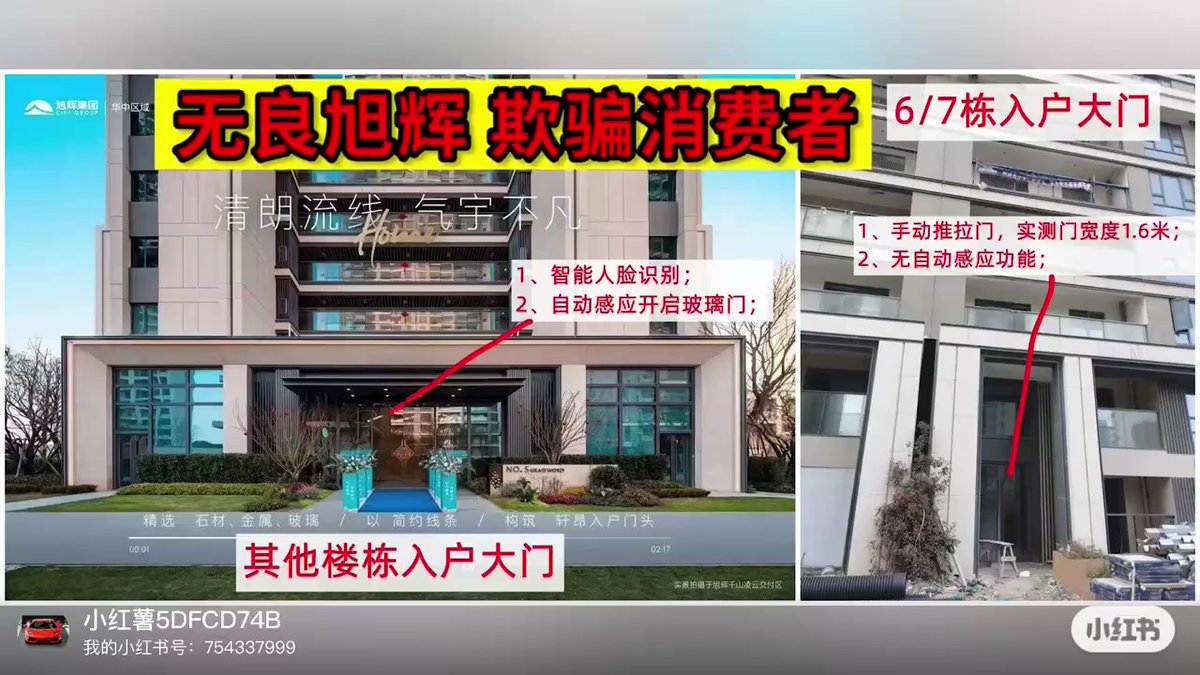 旭辉集团
CIFI GROUP
华中区域
无良旭辉 欺骗消费者
6/7栋入户大门
清朗流线 气宇不凡
Home
1、智能人脸识别；
2、自动感应开启玻璃门；
1、手动推拉门，实测门宽度1.6米；
2、无自动感应功能；
NO.5
精选 石材、金属、玻璃 / 以 简约线条 / 构筑 轩昂入户门头
00:01
02:17
其他楼栋入户大门
实景拍摄于旭辉千山凌云交付区
小红薯5DFCD74B
我的小红书号：754337999
小红书